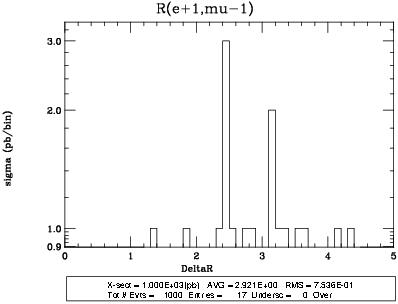 R(e+1,mu-1)
sigma (pb/bin)
3.0
2.0
1.0
0.9
0 1 2 3 4 5
DeltaR
X-sect = 1.000E+03(pb) AVG = 2.921E+00 RMS = 7.536E-01
Tot # Evts = 1000 Entries = 17 Undersc = 0 Over